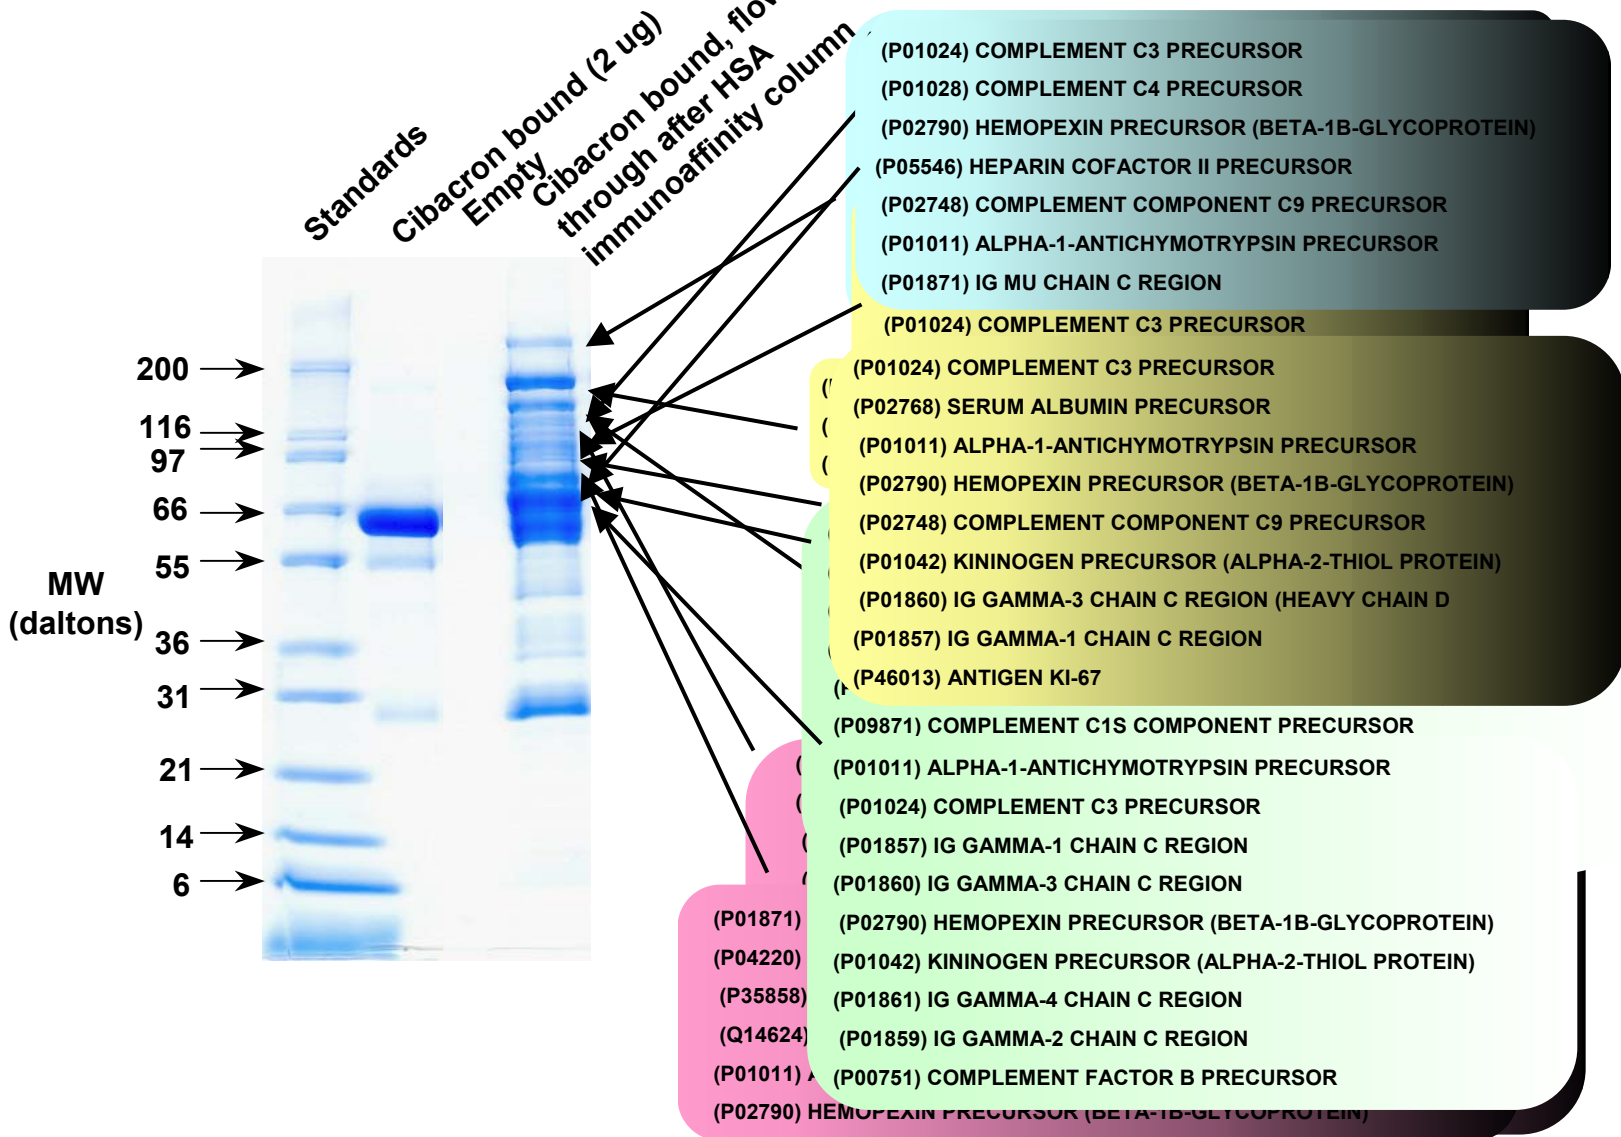 Standards
Cibacron bound (2 ug)
Empty
Cibacron bound,
through after HSA
immunoaffinity column
200
116
97
66
55
36
31
21
14
6
MW
(daltons)
(P01024) COMPLEMENT C3 PRECURSOR
(P01028) COMPLEMENT C4 PRECURSOR
(P02790) HEMOPEXIN PRECURSOR (BETA-1B-GLYCOPROTEIN)
(P05546) HEPARIN COFACTOR II PRECURSOR
(P02748) COMPLEMENT COMPONENT C9 PRECURSOR
(P01011) ALPHA-1-ANTICHYMOTRYPSIN PRECURSOR
(P01871) IG MU CHAIN C REGION
(P01024) COMPLEMENT C3 PRECURSOR
(P01024) COMPLEMENT C3 PRECURSOR
(P02768) SERUM ALBUMIN PRECURSOR
(P01011) ALPHA-1-ANTICHYMOTRYPSIN PRECURSOR
(P02790) HEMOPEXIN PRECURSOR (BETA-1B-GLYCOPROTEIN)
(P02748) COMPLEMENT COMPONENT C9 PRECURSOR
(P01042) KININOGEN PRECURSOR (ALPHA-2-THIOL PROTEIN)
(P01860) IG GAMMA-3 CHAIN C REGION (HEAVY CHAIN D
(P01857) IG GAMMA-1 CHAIN C REGION
(P46013) ANTIGEN KI-67
(P09871) COMPLEMENT C1S COMPONENT PRECURSOR
(P01011) ALPHA-1-ANTICHYMOTRYPSIN PRECURSOR
(P01024) COMPLEMENT C3 PRECURSOR
(P01857) IG GAMMA-1 CHAIN C REGION
(P01860) IG GAMMA-3 CHAIN C REGION
(P02790) HEMOPEXIN PRECURSOR (BETA-1B-GLYCOPROTEIN)
(P01042) KININOGEN PRECURSOR (ALPHA-2-THIOL PROTEIN)
(P01861) IG GAMMA-4 CHAIN C REGION
(P01859) IG GAMMA-2 CHAIN C REGION
(P00751) COMPLEMENT FACTOR B PRECURSOR
(P01871)
(P04220)
(P35858)
(Q14624)
(P01011)
(P02790) HEMOPEXIN PRECURSOR (BETA-1B-GLYCOPROTEIN)